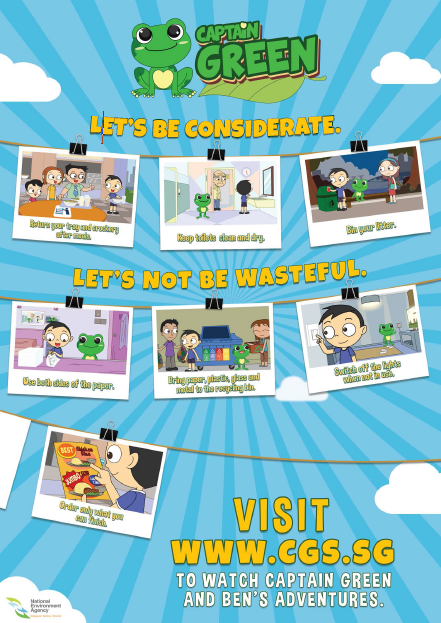 CAPTAIN
GREEN
LET'S BE CONSIDERATE.
Return your tray and crockery
after meals.
Keep toilets clean and dry.
Bin your litter.
LET'S NOT BE WASTEFUL.
Use both sides of the paper.
Bring paper, plastic, glass and
metal to the recycling bin.
Switch off the lights
when not in use.
BEST
JUMBO
Order only what you
can finish.
VISIT
WWW.CGS.SG
TO WATCH CAPTAIN GREEN
AND BEN'S ADVENTURES.
National
Environment
Agency